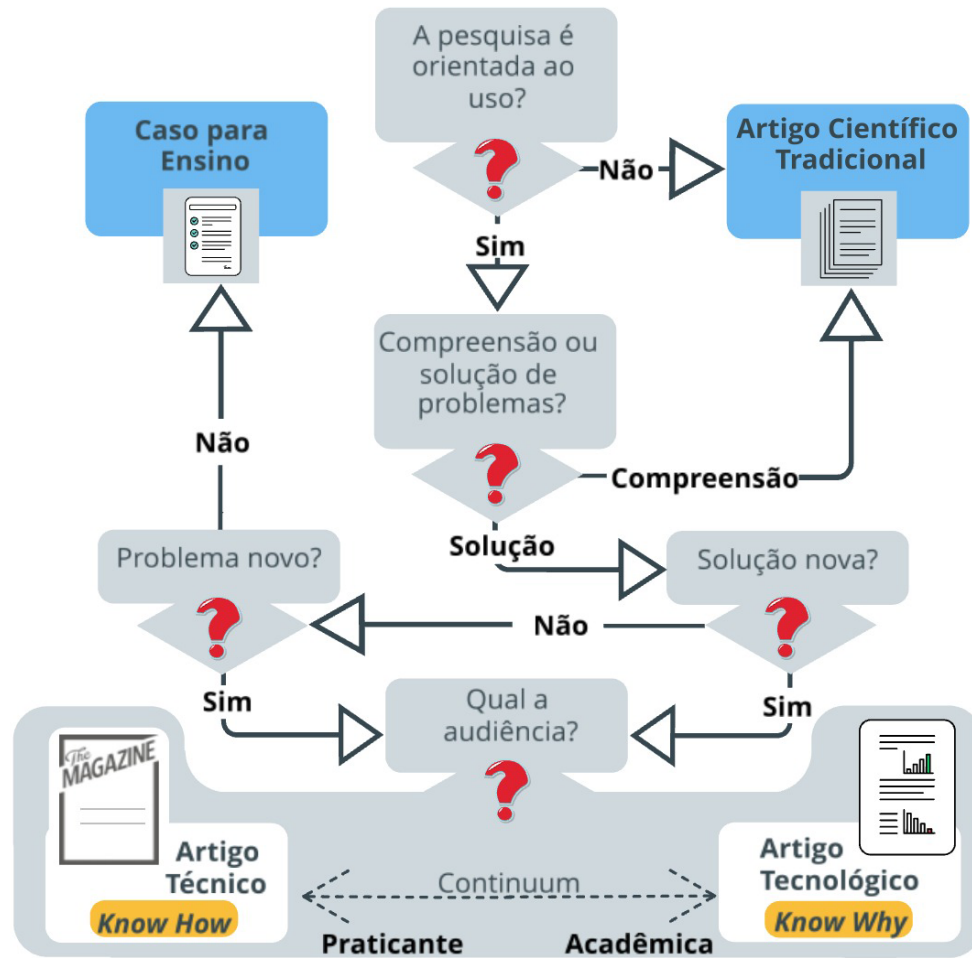 A pesquisa é
orientada ao
uso?
Caso para
Ensino
Artigo Científico
Tradicional
Não
Sim
Compreensão ou
solução de
problemas?
Não
Compreensão
Solução
Problema novo?
Solução nova?
Não
Sim
Qual a
audiência?
Sim
The
MAGAZINE
Artigo
Técnico
Know How
Continuum
Artigo
Tecnológico
Know Why
Praticante
Acadêmica